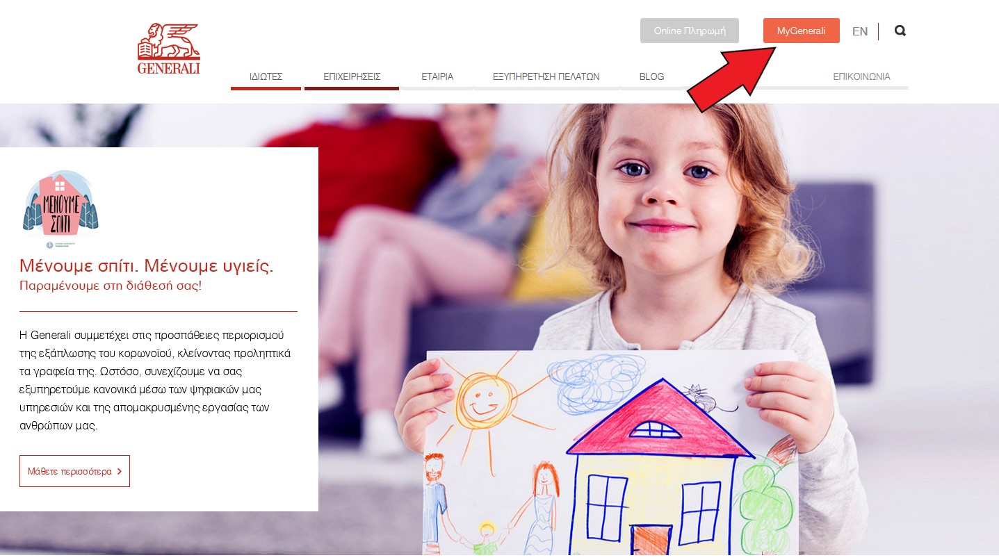 Online Πληρωμή
MyGenerali
EN
GENERALI
ΙΔΙΩΤΕΣ
ΕΠΙΧΕΙΡΗΣΕΙΣ
ΕΤΑΙΡΙΑ
ΕΞΥΠΗΡΕΤΗΣΗ ΠΕΛΑΤΩΝ
BLOG
ΕΠΙΚΟΙΝΩΝΙΑ
ΜΕΝΟΥΜΕ
ΣΠΙΤΙ
Μένουμε σπίτι. Μένουμε υγιείς.
Παραμένουμε στη διάθεσή σας!
Η Generali συμμετέχει στις προσπάθειες περιορισμού
της εξάπλωσης του κορωνοϊού, κλείνοντας προληπτικά
τα γραφεία της. Ωστόσο, συνεχίζουμε να σας
εξυπηρετούμε κανονικά μέσω των ψηφιακών μας
υπηρεσιών και της απομακρυσμένης εργασίας των
ανθρώπων μας.
Μάθετε περισσότερα